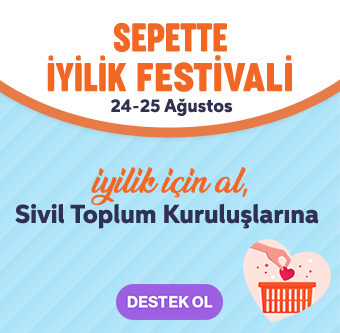 SEPETTE
İYİLİK FESTİVALİ
24-25 Ağustos
iyilik için al,
Sivil Toplum Kuruluşlarına
DESTEK OL